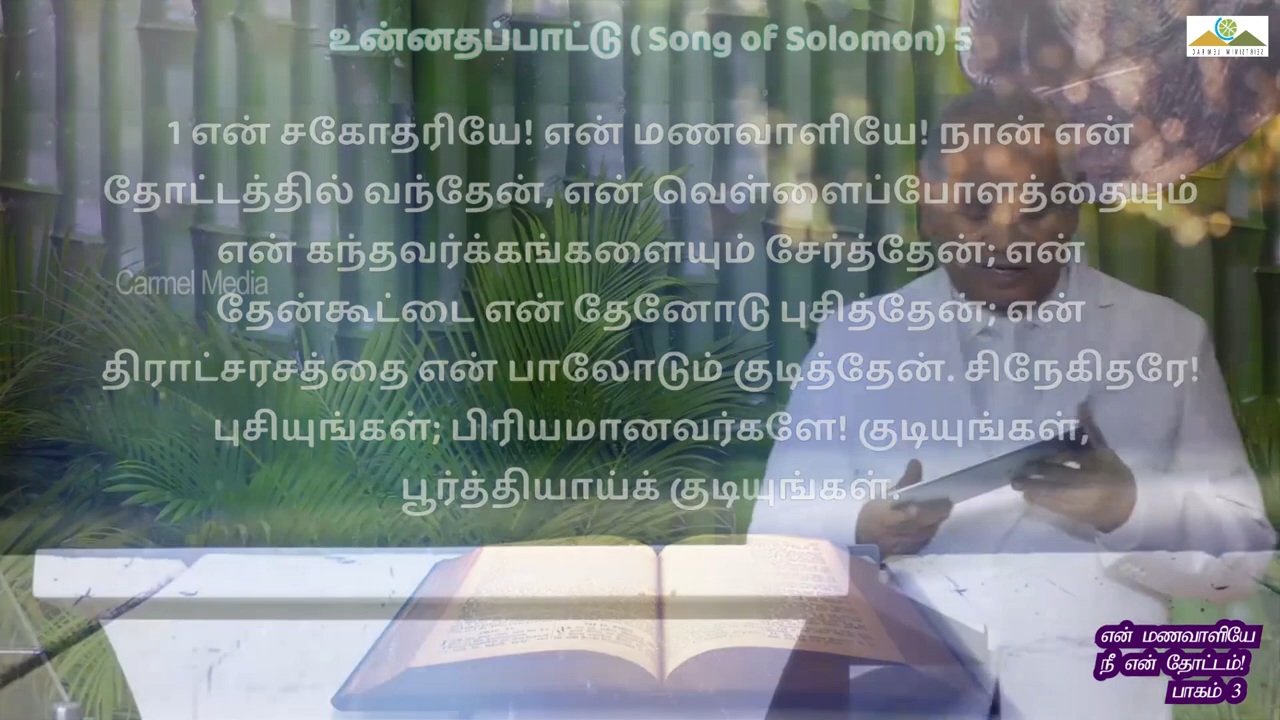 உன்னதப்பாட்டு ( Song of Solomon) 5
1 என் சகோதரியே! என் மணவாளியே! நான் என்
தோட்டத்தில் வந்தேன், என் வெள்ளைப்போளத்தையும்
என் கந்தவர்க்கங்களையும் சேர்த்தேன்; என்
தேன்கூட்டை என் தேனோடு புசித்தேன்; என்
திராட்சரசத்தை என் பாலோடும் குடித்தேன். சிநேகிதரே!
புசியுங்கள்; பிரியமானவர்களே! குடியுங்கள்,
பூர்த்தியாய்க் குடியுங்கள்.
Carmel Media
CARMEL MINISTRIES
என் மணவாளியே
நீ என் தோட்டம்!
பாகம் 3